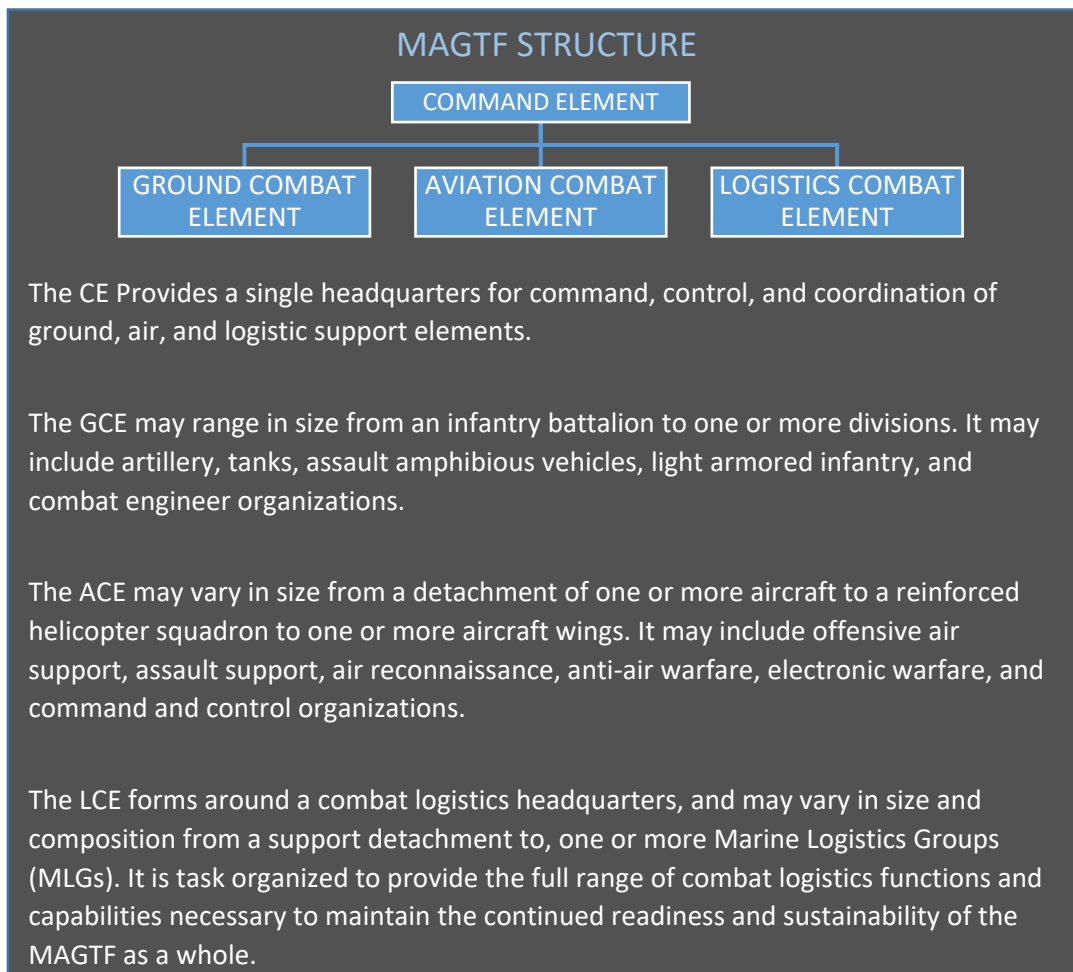 MAGTF STRUCTURE
COMMAND ELEMENT
GROUND COMBAT
ELEMENT
AVIATION COMBAT
ELEMENT
LOGISTICS COMBAT
ELEMENT
The CE Provides a single headquarters for command, control, and coordination of
ground, air, and logistic support elements.
The GCE may range in size from an infantry battalion to one or more divisions. It may
include artillery, tanks, assault amphibious vehicles, light armored infantry, and
combat engineer organizations.
The ACE may vary in size from a detachment of one or more aircraft to a reinforced
helicopter squadron to one or more aircraft wings. It may include offensive air
support, assault support, air reconnaissance, anti-air warfare, electronic warfare, and
command and control organizations.
The LCE forms around a combat logistics headquarters, and may vary in size and
composition from a support detachment to, one or more Marine Logistics Groups
(MLGs). It is task organized to provide the full range of combat logistics functions and
capabilities necessary to maintain the continued readiness and sustainability of the
MAGTF as a whole.